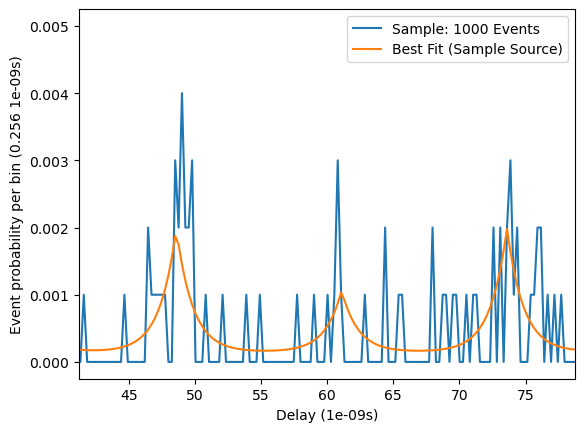 0.005
0.004
0.003
0.002
0.001
0.000
Event probability per bin (0.256 1e-09s)
Sample: 1000 Events
Best Fit (Sample Source)
45 50 55 60 65 70 75
Delay (1e-09s)